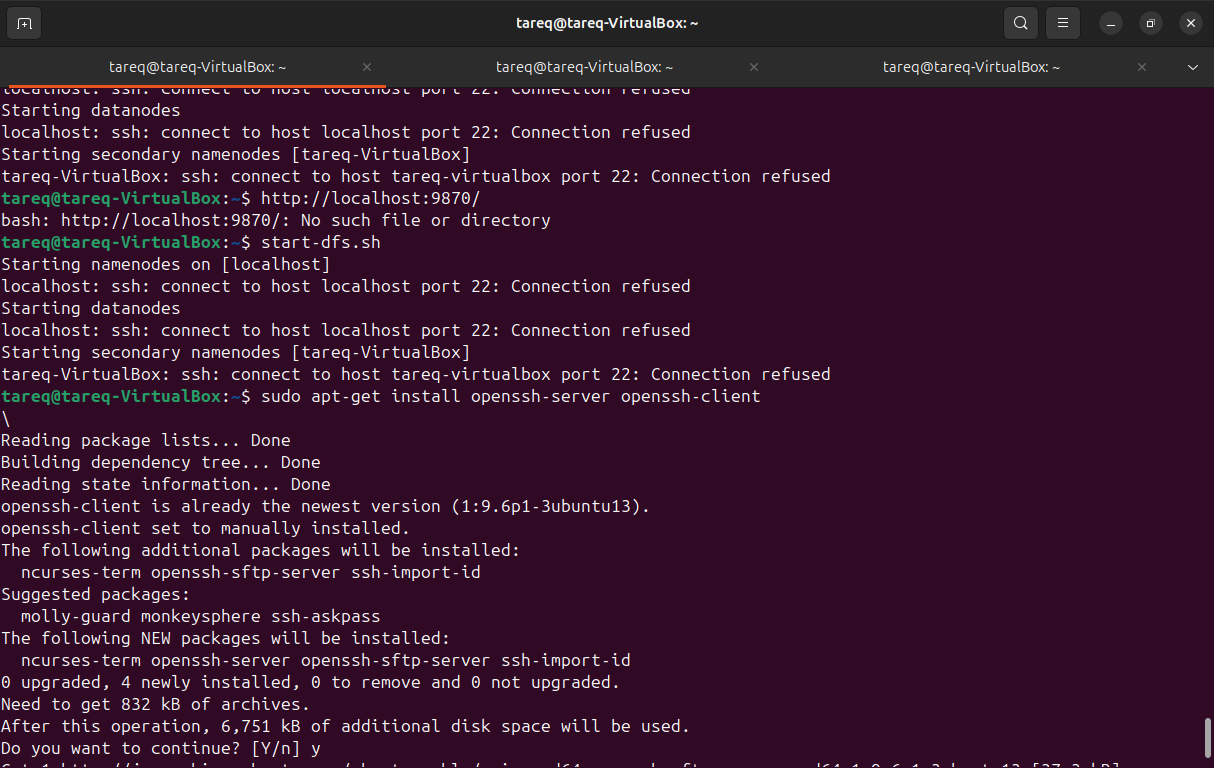 tareq@tareq-VirtualBox: ~
tareq@tareq-VirtualBox: ~
tareq@tareq-VirtualBox: ~
tareq@tareq-VirtualBox: ~
localhost: ssh: connect to host localhost port 22: Connection refused
Starting datanodes
localhost: ssh: connect to host localhost port 22: Connection refused
Starting secondary namenodes [tareq-VirtualBox]
tareq-VirtualBox: ssh: connect to host tareq-virtualbox port 22: Connection refused
tareq@tareq-VirtualBox:~$ http://localhost:9870/
bash: http://localhost:9870/: No such file or directory
tareq@tareq-VirtualBox:~$ start-dfs.sh
Starting namenodes on [localhost]
localhost: ssh: connect to host localhost port 22: Connection refused
Starting datanodes
localhost: ssh: connect to host localhost port 22: Connection refused
Starting secondary namenodes [tareq-VirtualBox]
tareq-VirtualBox: ssh: connect to host tareq-virtualbox port 22: Connection refused
tareq@tareq-VirtualBox:~$ sudo apt-get install openssh-server openssh-client
\
Reading package lists... Done
Building dependency tree... Done
Reading state information... Done
openssh-client is already the newest version (1:9.6p1-3ubuntu13).
openssh-client set to manually installed.
The following additional packages will be installed:
  ncurses-term openssh-sftp-server ssh-import-id
Suggested packages:
  molly-guard monkeysphere ssh-askpass
The following NEW packages will be installed:
  ncurses-term openssh-server openssh-sftp-server ssh-import-id
0 upgraded, 4 newly installed, 0 to remove and 0 not upgraded.
Need to get 832 kB of archives.
After this operation, 6,751 kB of additional disk space will be used.
Do you want to continue? [Y/n] y